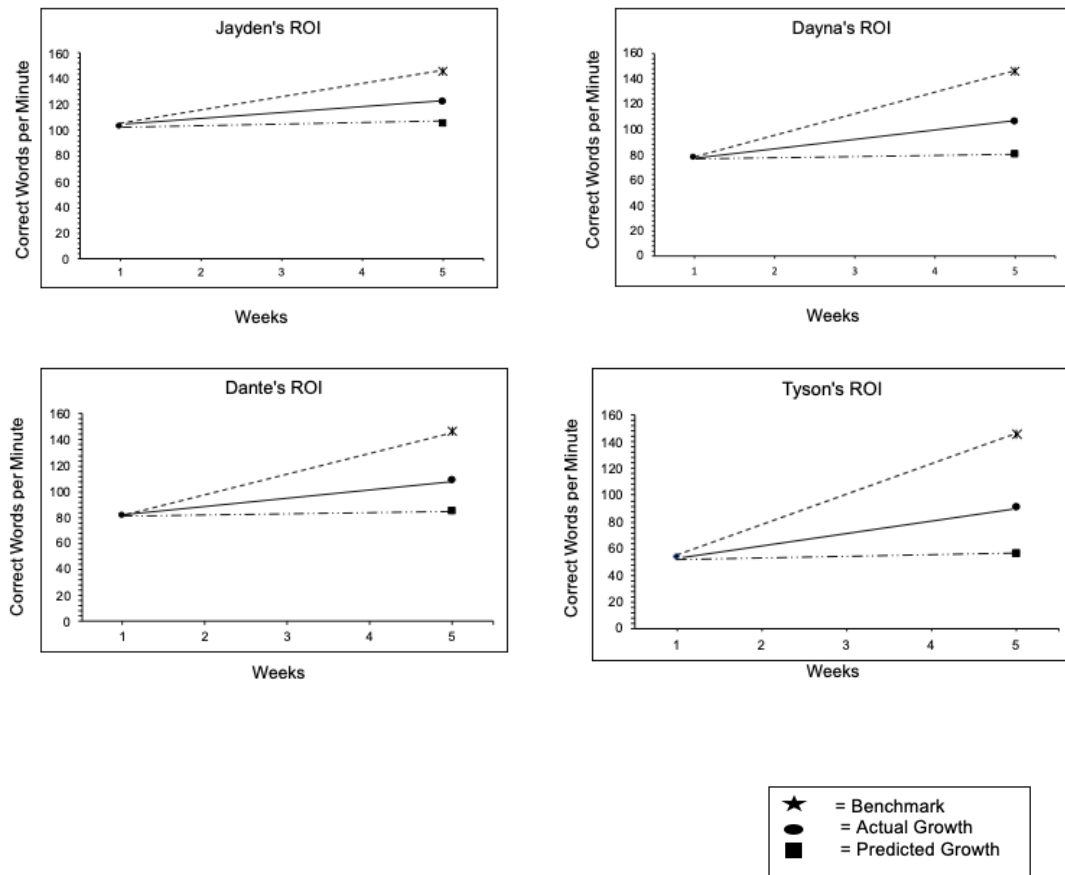 Jayden's ROI
Correct Words per Minute
160
140
120
100
80
60
40
20
0
1 2 3 4 5
Weeks
Dayna's ROI
Correct Words per Minute
160
140
120
100
80
60
40
20
0
1 2 3 4 5
Weeks
Dante's ROI
Correct Words per Minute
160
140
120
100
80
60
40
20
0
1 2 3 4 5
Weeks
Tyson's ROI
Correct Words per Minute
160
140
120
100
80
60
40
20
0
1 2 3 4 5
Weeks
= Benchmark
= Actual Growth
= Predicted Growth